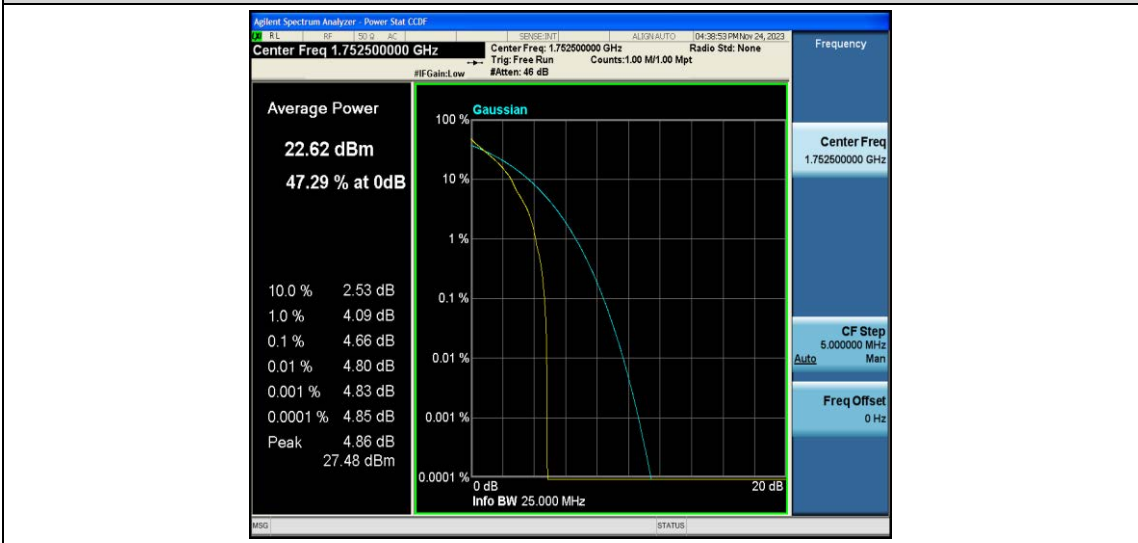 Agilent Spectrum Analyzer - Power Stat CCDF
RL RF 50 Ω AC SENSE:INT ALIGNAUTO 04:38:53 PM Nov 24, 2023
Center Freq 1.752500000 GHz
Center Freq: 1.752500000 GHz Radio Std: None
Trig: Free Run Counts:1.00 M/1.00 Mpt
#IFGain:Low #Atten: 46 dB
Frequency
Average Power
22.62 dBm
47.29 % at 0dB
10.0 % 2.53 dB
1.0 % 4.09 dB
0.1 % 4.66 dB
0.01 % 4.80 dB
0.001 % 4.83 dB
0.0001 % 4.85 dB
Peak 4.86 dB
27.48 dBm
Gaussian
100 %
10 %
1 %
0.1 %
0.01 %
0.001 %
0.0001 %
0 dB 20 dB
Info BW 25.000 MHz
Center Freq
1.752500000 GHz
CF Step
5.000000 MHz
Auto Man
Freq Offset
0 Hz
MSG STATUS